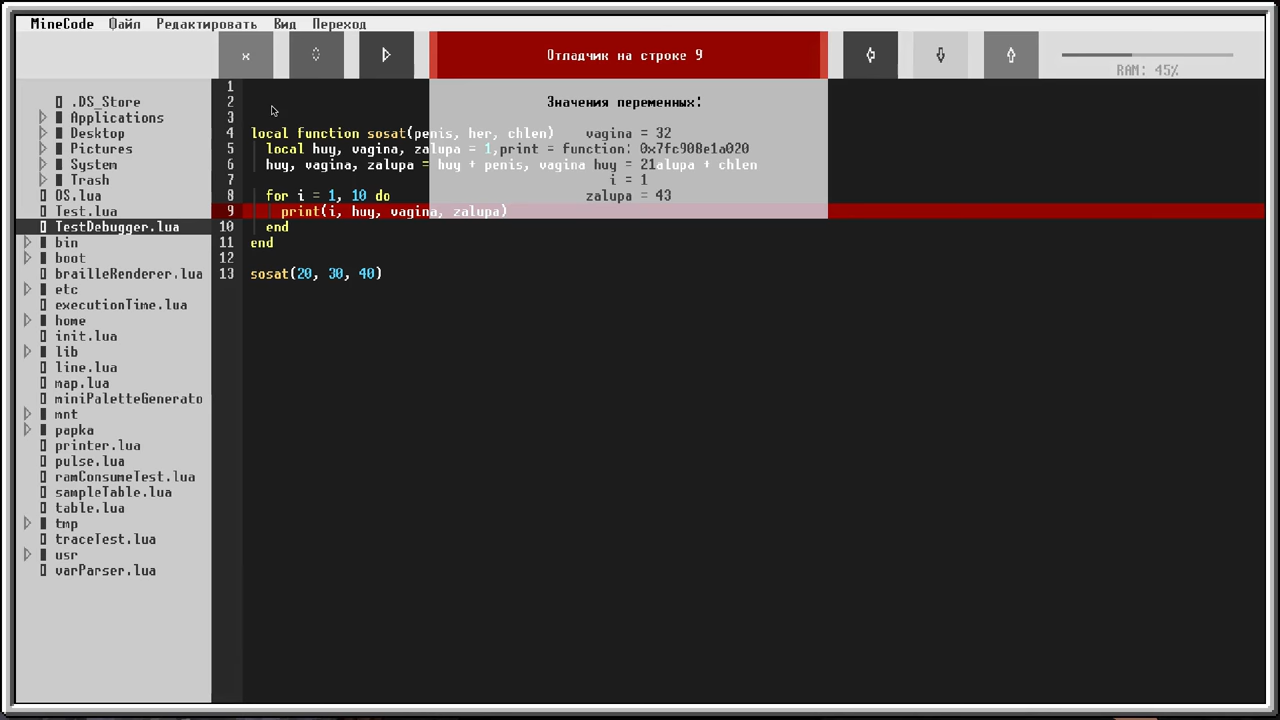 MineCode Файл Редактировать Вид Переход
x
Отладчик на строке 9
RAM: 45%
.DS_Store
Applications
Desktop
Pictures
System
Trash
OS.lua
Test.lua
TestDebugger.lua
bin
boot
brailleRenderer.lua
etc
executionTime.lua
home
init.lua
lib
line.lua
map.lua
miniPaletteGenerato
mnt
papka
printer.lua
pulse.lua
ramConsumeTest.lua
sampleTable.lua
table.lua
tmp
traceTest.lua
usr
varParser.lua
1
2
3
4 local function sosat(penis, her, chlen)
5 local huy, vagina, zalupa = 1,
6 huy, vagina, zalupa = huy + penis, vagina alupa + chlen
7
8 for i = 1, 10 do
9 print(i, huy, vagina, zalupa)
10 end
11 end
12
13 sosat(20, 30, 40)
Значения переменных:
vagina = 32
print = function: 0x7fc908e1a020
huy = 21
i = 1
zalupa = 43